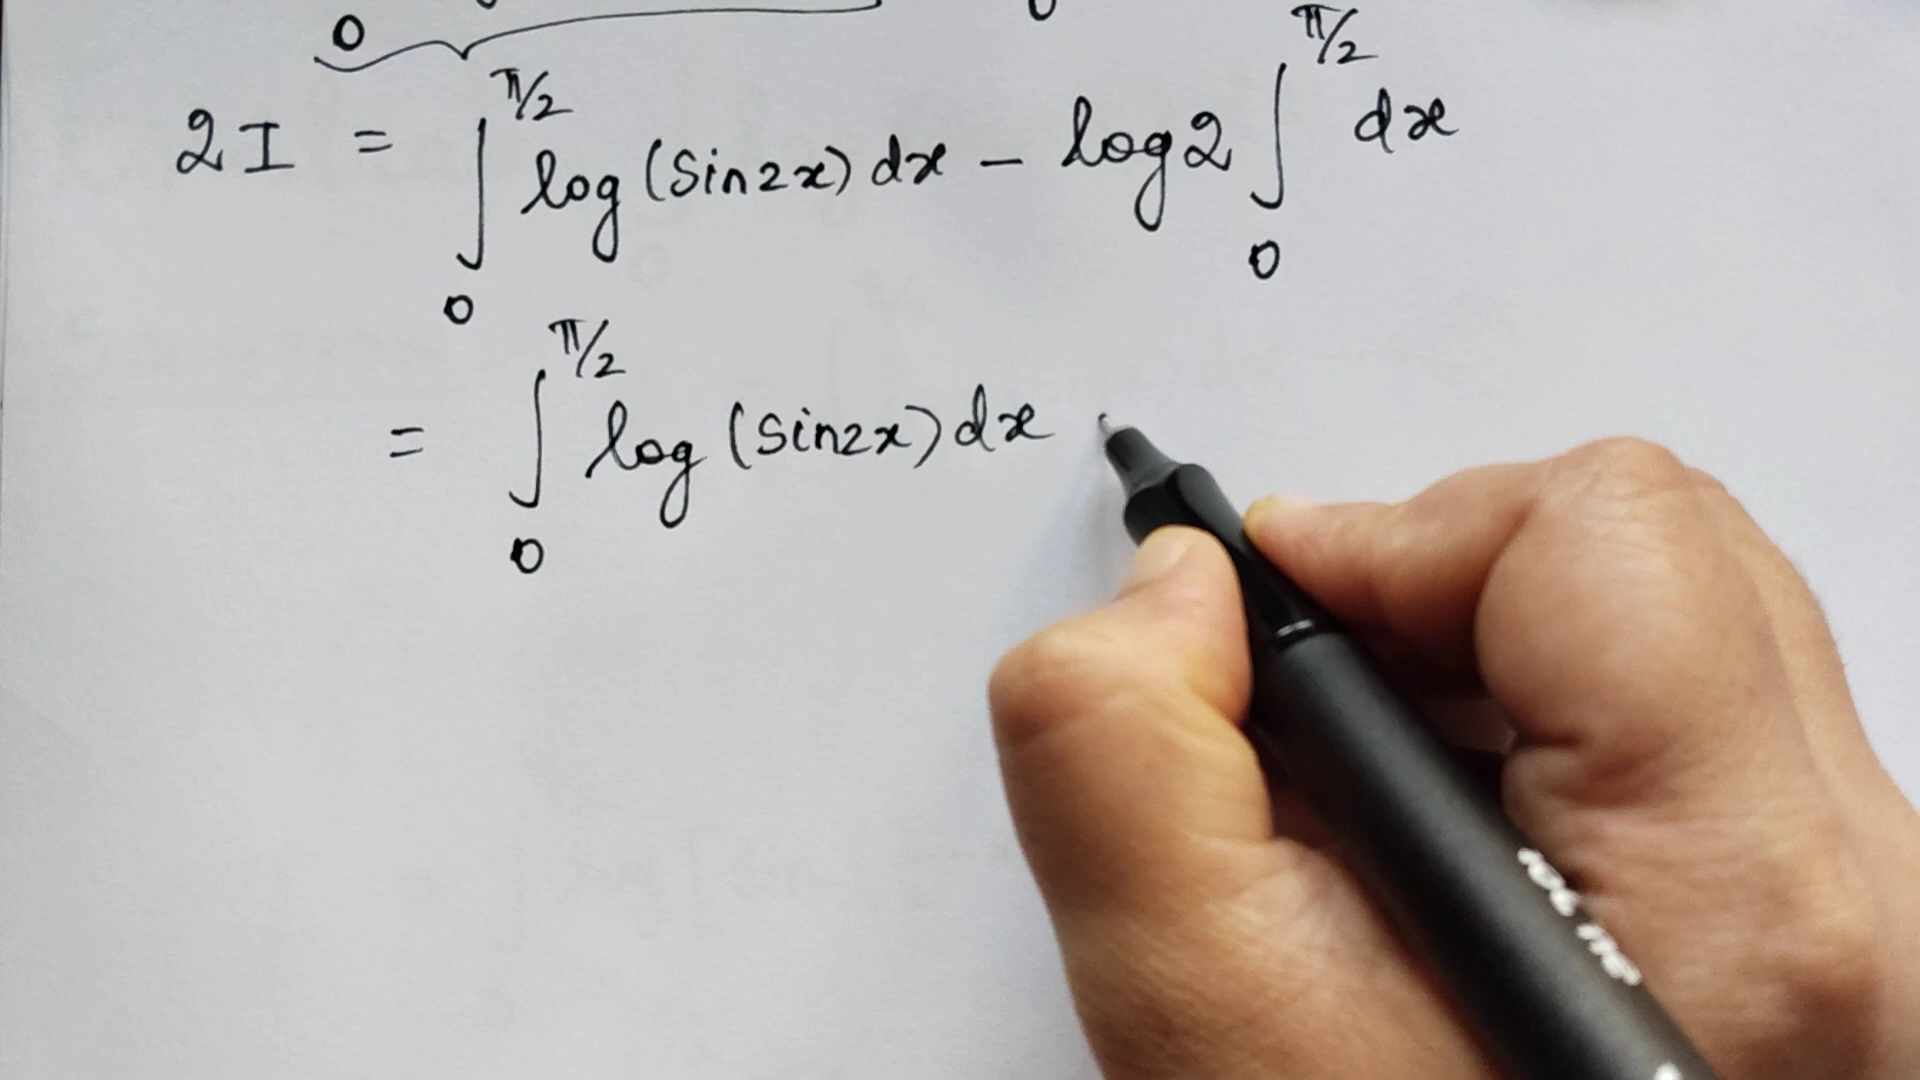 0
2I = ∫₀^{π/2} log (sin2x) dx - log2 ∫₀^{π/2} dx
= ∫₀^{π/2} log (sin2x) dx